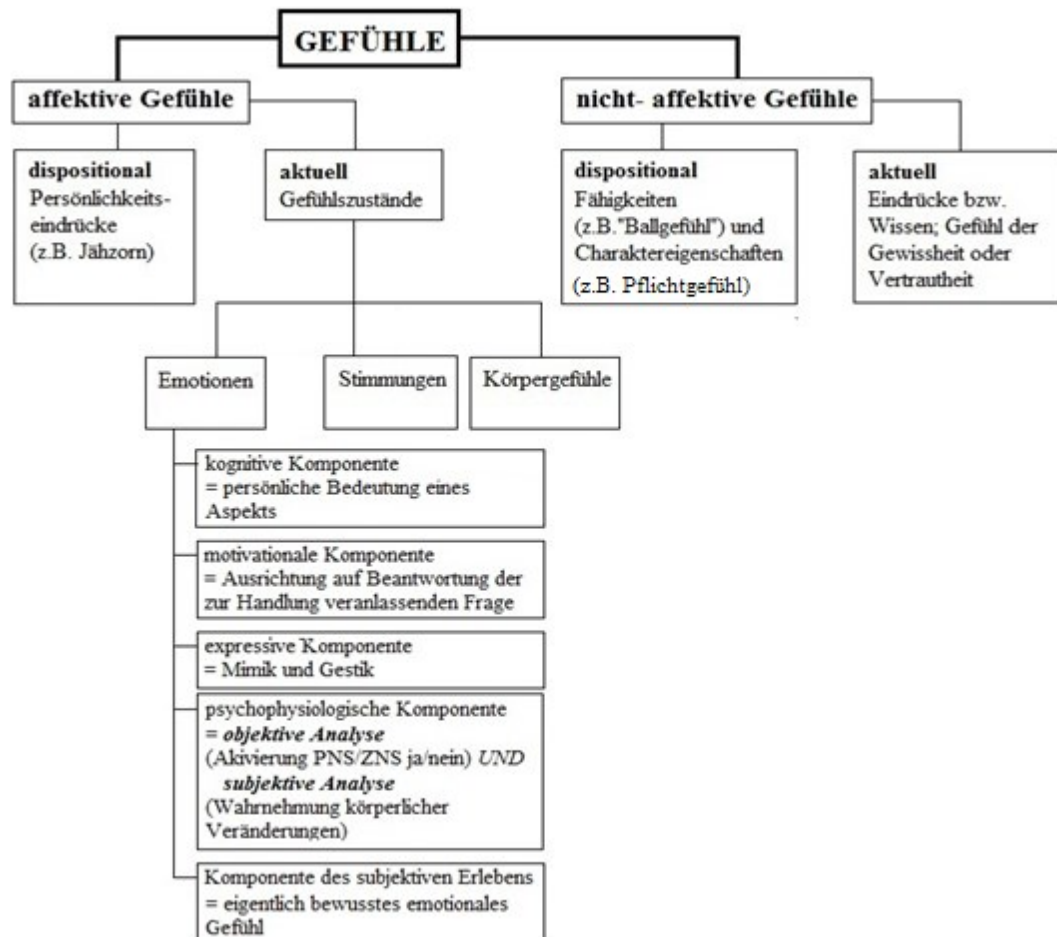 GEFÜHLE
affektive Gefühle
nicht- affektive Gefühle
dispositional
Persönlichkeits-
eindrücke
(z.B. Jähzorn)
aktuell
Gefühlszustände
dispositional
Fähigkeiten
(z.B."Ballgefühl") und
Charaktereigenschaften
(z.B. Pflichtgefühl)
aktuell
Eindrücke bzw.
Wissen; Gefühl der
Gewissheit oder
Vertrautheit
Emotionen
Stimmungen
Körpergefühle
kognitive Komponente
= persönliche Bedeutung eines
Aspekts
motivationale Komponente
= Ausrichtung auf Beantwortung der
zur Handlung veranlassenden Frage
expressive Komponente
= Mimik und Gestik
psychophysiologische Komponente
= objektive Analyse
(Akivierung PNS/ZNS ja/nein) UND
subjektive Analyse
(Wahrnehmung körperlicher
Veränderungen)
Komponente des subjektiven Erlebens
= eigentlich bewusstes emotionales
Gefühl